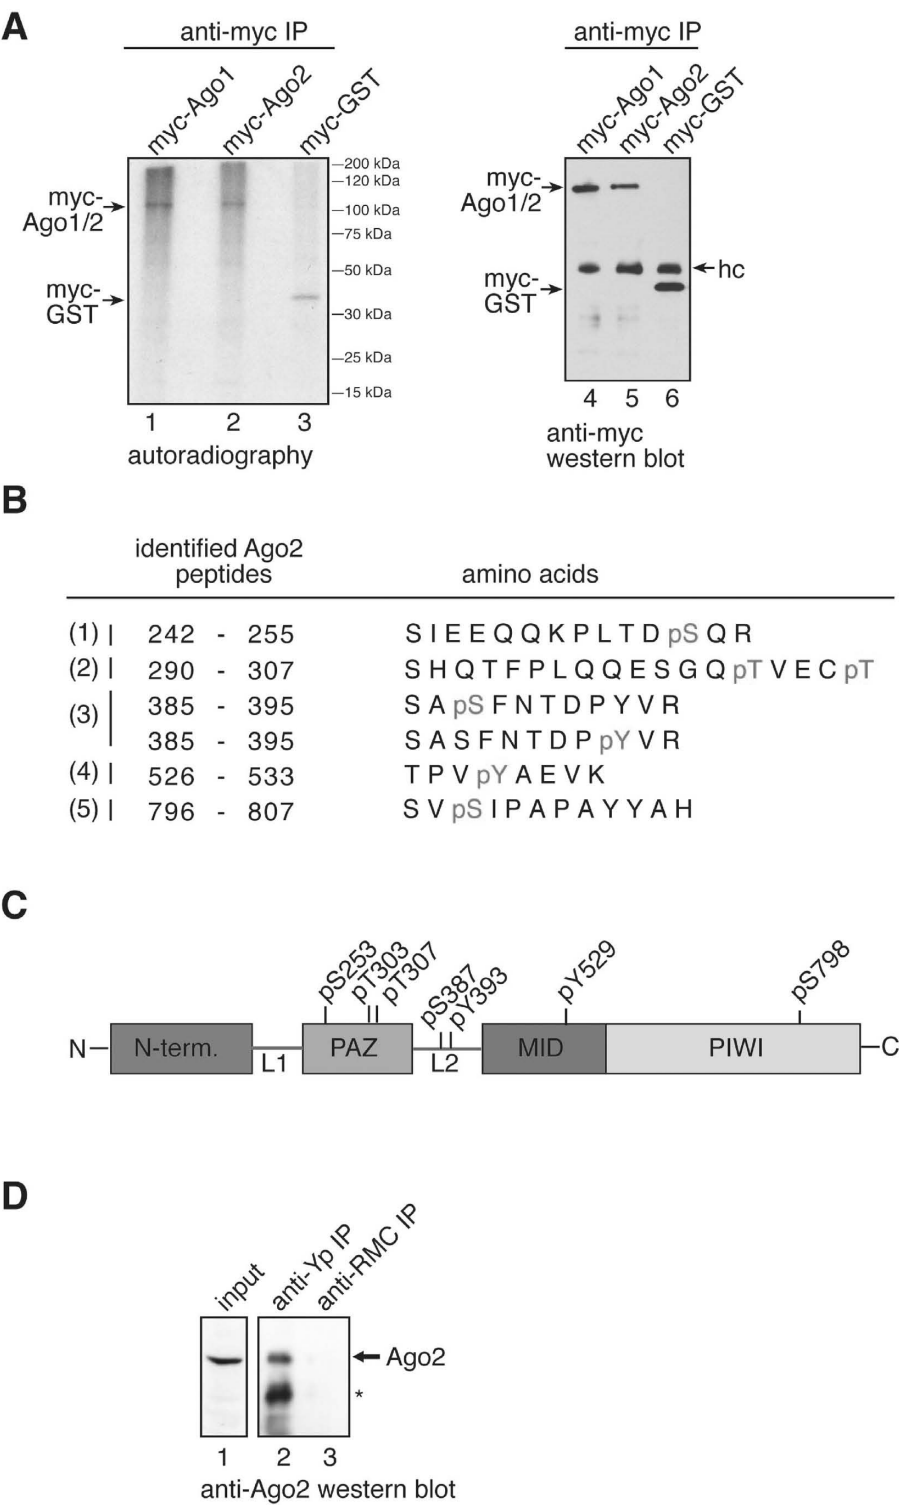 A
anti-myc IP
myc-Ago1
myc-Ago2
myc-GST
myc-
Ago1/2
myc-
GST
200 kDa
120 kDa
100 kDa
75 kDa
50 kDa
30 kDa
25 kDa
15 kDa
1 2 3
autoradiography
anti-myc IP
myc-Ago1
myc-Ago2
myc-GST
myc-
Ago1/2
hc
myc-
GST
4 5 6
anti-myc
western blot
B
identified Ago2
peptides
amino acids
(1) 242 - 255 S I E E Q Q K P L T D pS Q R
(2) 290 - 307 S H Q T F P L Q Q E S G Q pT V E C pT
(3) 385 - 395 S A pS F N T D P Y V R
385 - 395 S A S F N T D P pY V R
(4) 526 - 533 T P V pY A E V K
(5) 796 - 807 S V pS I P A P A Y Y A H
C
pS253
pT303
pT307
pS387
pY393
pY529
pS798
N N-term. L1 PAZ L2 MID PIWI C
D
input
anti-Yp IP
anti-RMC IP
Ago2
*
1 2 3
anti-Ago2 western blot